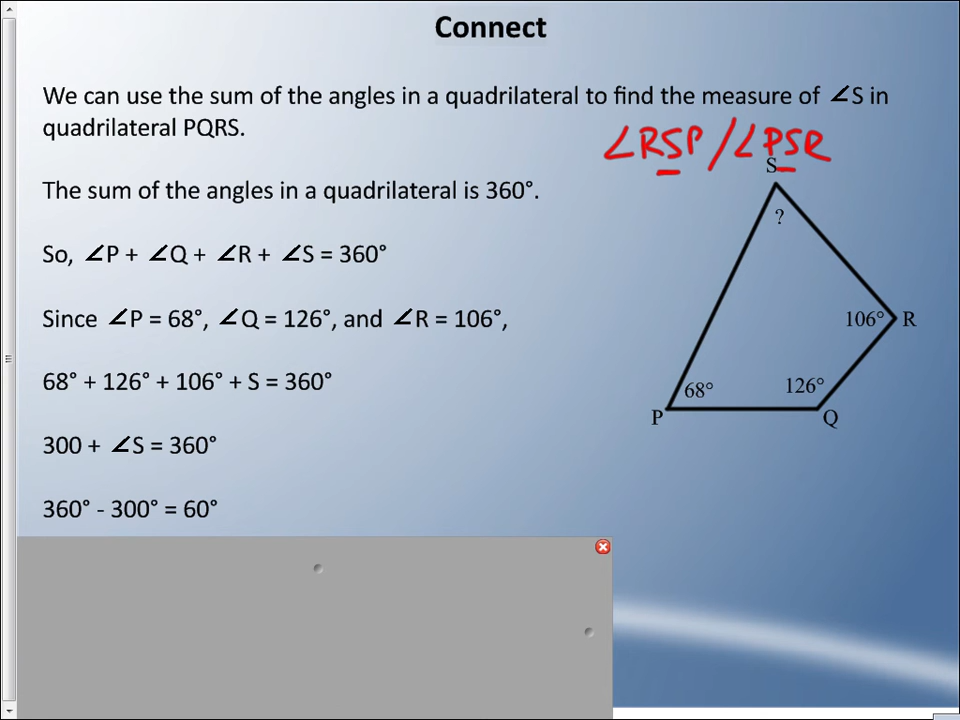 Connect
We can use the sum of the angles in a quadrilateral to find the measure of ∠S in
quadrilateral PQRS.
∠RSP/∠PSR
The sum of the angles in a quadrilateral is 360°.
So, ∠P + ∠Q + ∠R + ∠S = 360°
Since ∠P = 68°, ∠Q = 126°, and ∠R = 106°,
68° + 126° + 106° + S = 360°
300 + ∠S = 360°
360° - 300° = 60°
S
?
106° R
68° 126°
P Q